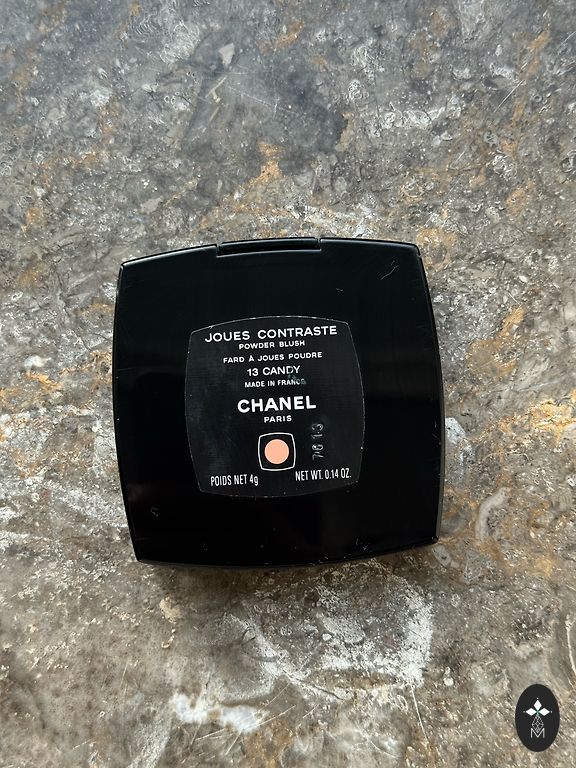 JOUES CONTRASTE
POWDER BLUSH
FARD À JOUES POUDRE
13 CANDY
MADE IN FRANCE
CHANEL
PARIS
7613
POIDS NET 4g NET WT. 0.14 OZ.
M